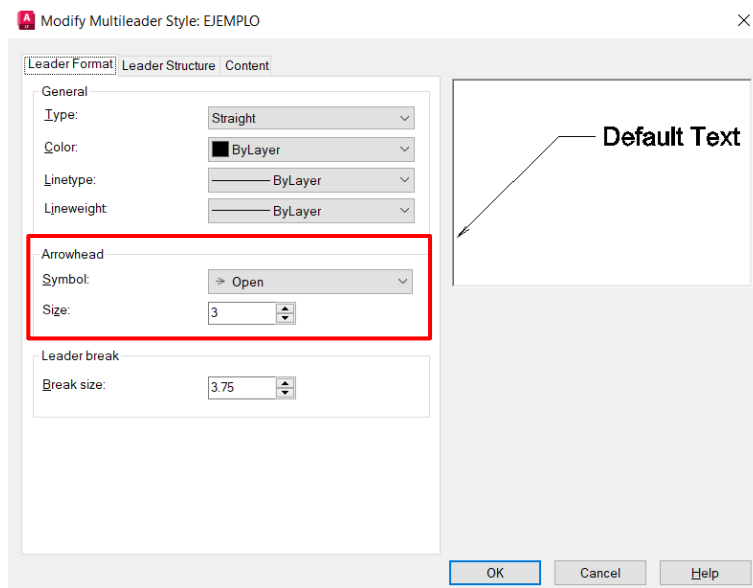 Modify Multileader Style: EJEMPLO
Leader Format Leader Structure Content
General
Type: Straight
Color: ByLayer
Linetype: ByLayer
Lineweight ByLayer
Arrowhead
Symbol: Open
Size: 3
Leader break
Break size: 3.75
Default Text
OK Cancel Help